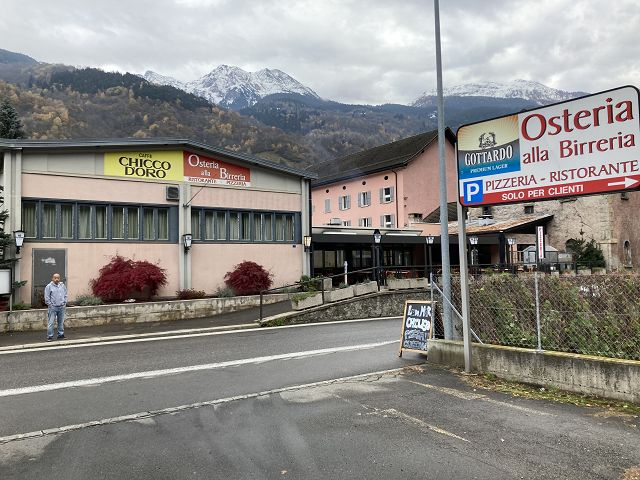 CAFFÈ
CHICCO
D'ORO
Osteria
alla Birreria
RISTORANTE PIZZERIA
GOTTARDO
PREMIUM LAGER
Osteria
alla Birreria
P
PIZZERIA - RISTORANTE
SOLO PER CLIENTI